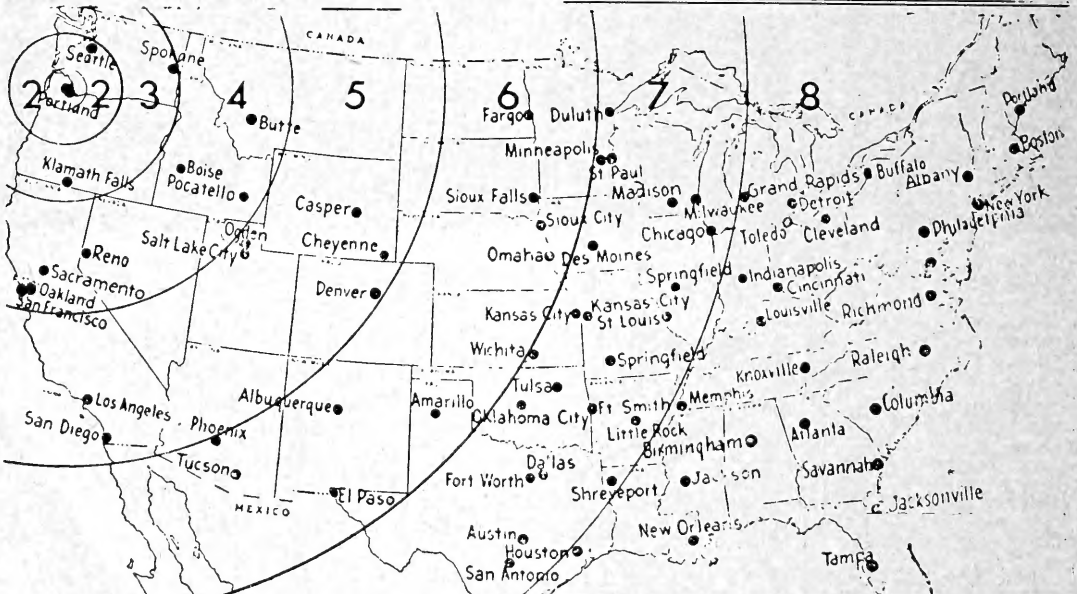 CANADA
Seattle
Spokane
2 2 3 4 5 6 7 8
Portland
Butte
Fargo
Duluth
CANADA
Portland
Boston
Minneapolis
St Paul
Klamath Falls
Boise
Pocatello
Casper
Sioux Falls
Madison
Milwaukee
Grand Rapids
Detroit
Buffalo
Albany
New York
Sioux City
Chicago
Toledo
Cleveland
Philadelphia
Ogden
Salt Lake City
Cheyenne
Omaha
Des Moines
Reno
Sacramento
Oakland
San Francisco
Denver
Springfield
Indianapolis
Cincinnati
Kansas City
Kansas City
St Louis
Louisville
Richmond
Wichita
Springfield
Knoxville
Raleigh
Los Angeles
San Diego
Phoenix
Albuquerque
Amarillo
Tulsa
Oklahoma City
Ft Smith
Memphis
Little Rock
Birmingham
Atlanta
Columbia
Tucson
El Paso
MEXICO
Dallas
Fort Worth
Shreveport
Jackson
Savannah
Jacksonville
Austin
Houston
San Antonio
New Orleans
Tampa